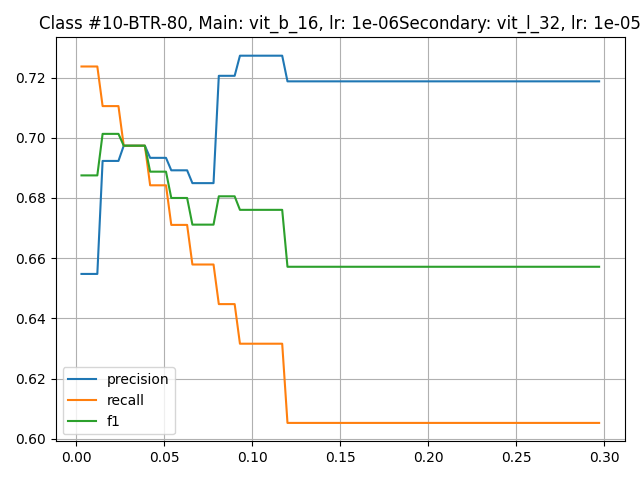 Class #10-BTR-80, Main: vit_b_16, lr: 1e-06Secondary: vit_l_32, lr: 1e-05
0.72
0.70
0.68
0.66
0.64
0.62
0.60
precision
recall
f1
0.00 0.05 0.10 0.15 0.20 0.25 0.30